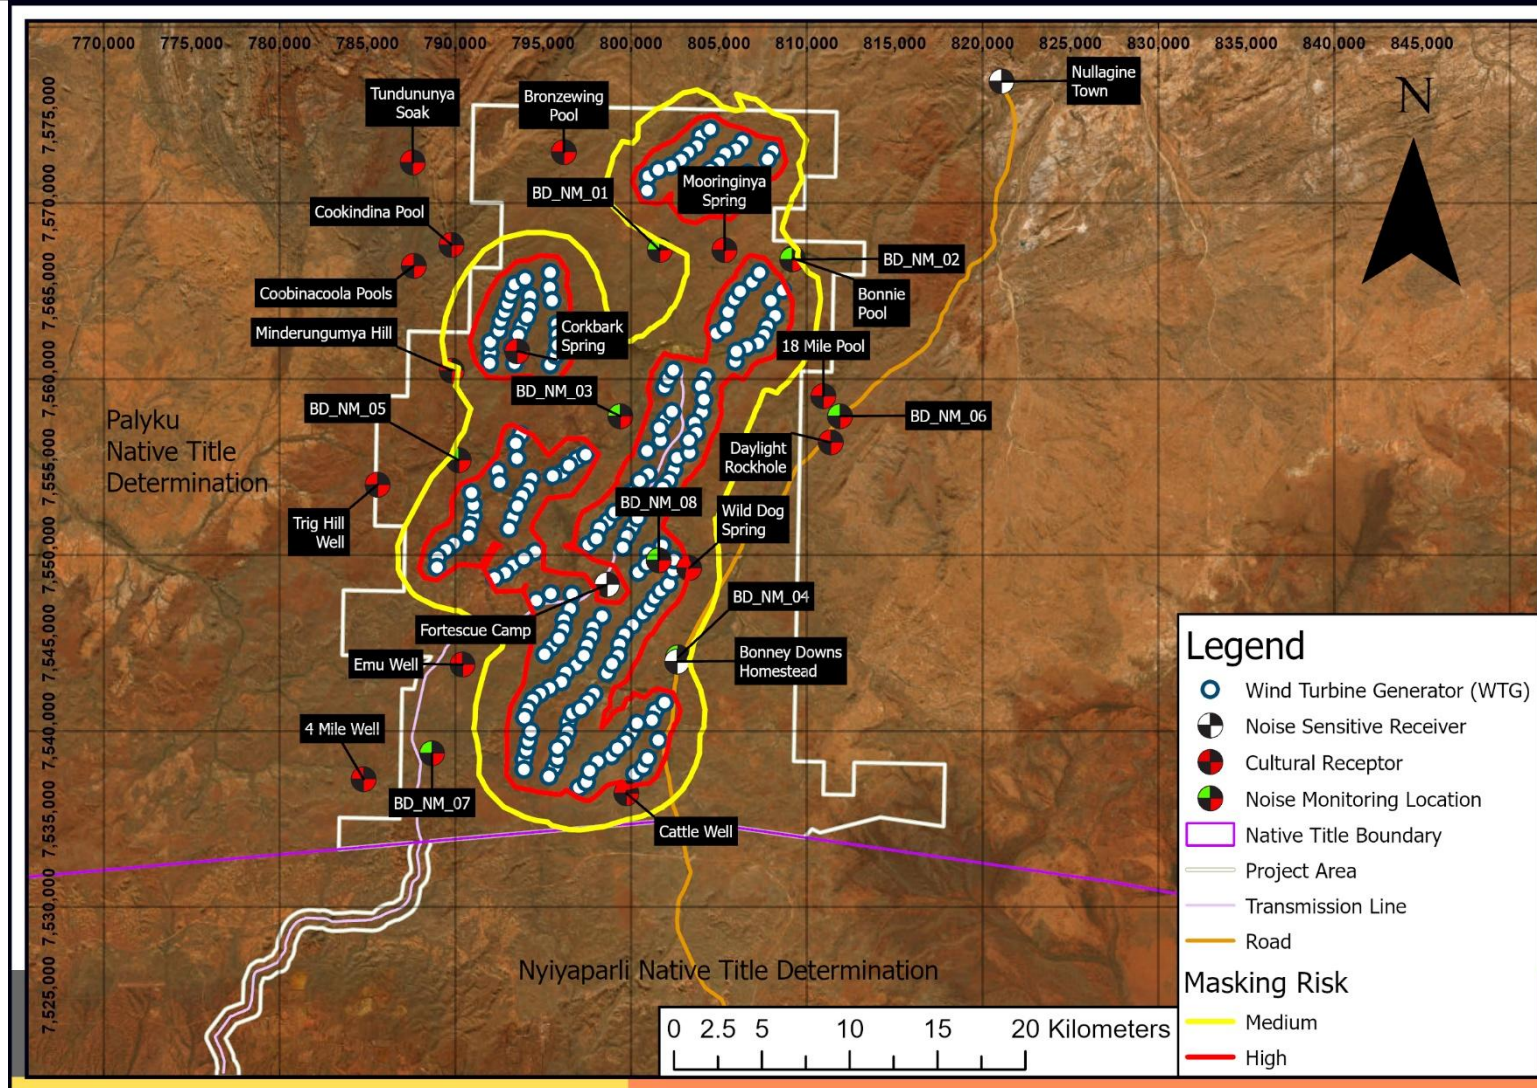 770,000 775,000 780,000 785,000 790,000 795,000 800,000 805,000 810,000 815,000 820,000 825,000 830,000 835,000 840,000 845,000
7,575,000
7,570,000
7,565,000
7,560,000
7,555,000
7,550,000
7,545,000
7,540,000
7,535,000
7,530,000
7,525,000
N
Nullagine
Town
Tundununya
Soak
Bronzewing
Pool
BD_NM_01
Mooringinya
Spring
Cookindina Pool
BD_NM_02
Coobinacoola Pools
Bonnie
Pool
Minderungumya Hill
Corkbark
Spring
18 Mile Pool
BD_NM_03
BD_NM_05
BD_NM_06
Palyku
Native Title
Determination
Daylight
Rockhole
BD_NM_08
Wild Dog
Spring
Trig Hill
Well
BD_NM_04
Fortescue Camp
Bonney Downs
Homestead
Emu Well
4 Mile Well
BD_NM_07
Cattle Well
Nyiyaparli Native Title Determination
0 2.5 5 10 15 20 Kilometers
Legend
Wind Turbine Generator (WTG)
Noise Sensitive Receiver
Cultural Receptor
Noise Monitoring Location
Native Title Boundary
Project Area
Transmission Line
Road
Masking Risk
Medium
High